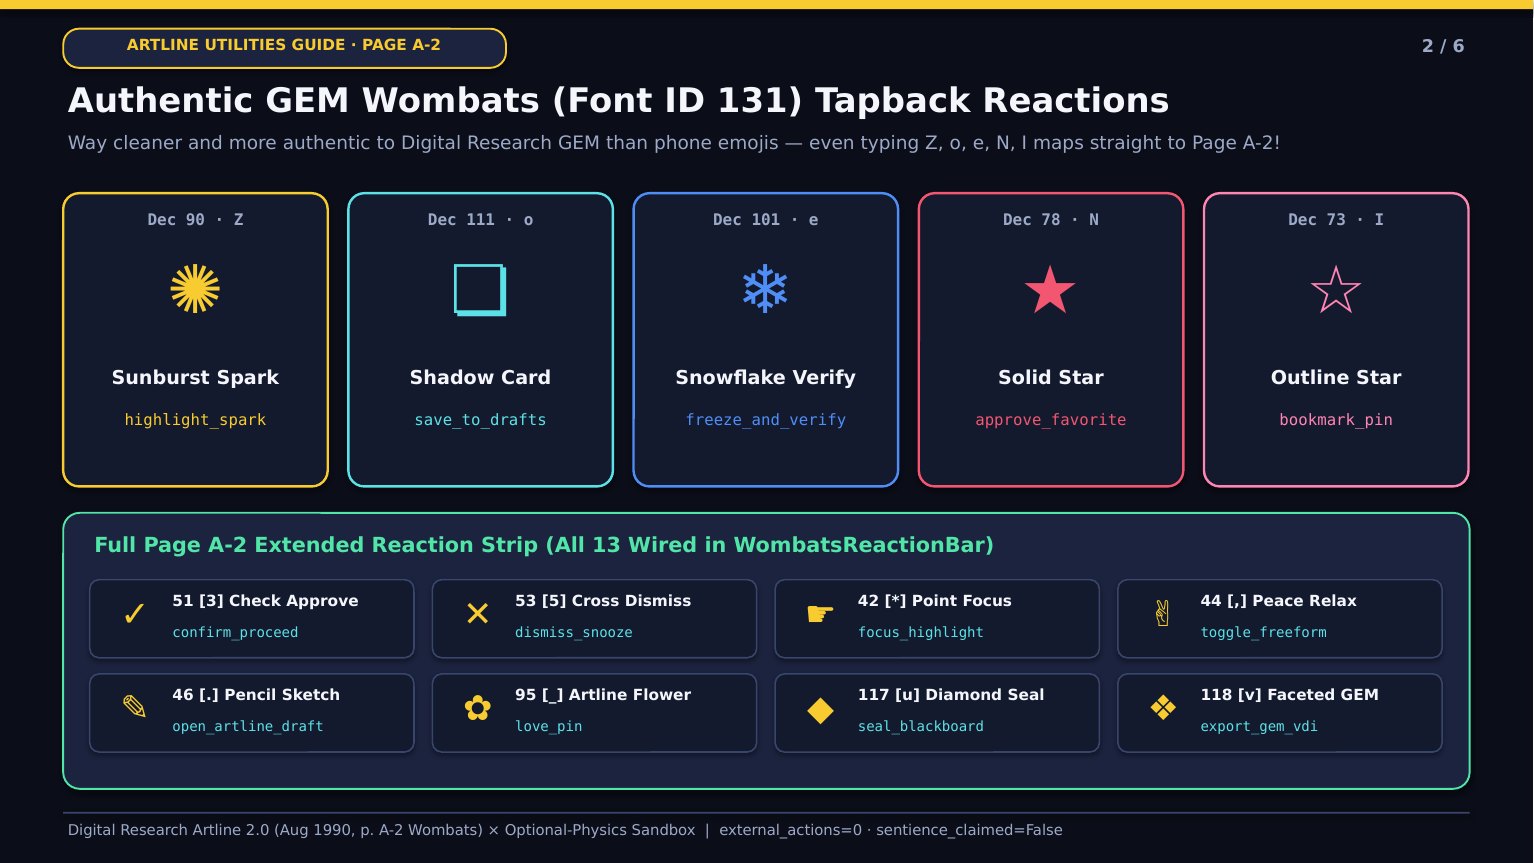 ARTLINE UTILITIES GUIDE · PAGE A-2
2 / 6
Authentic GEM Wombats (Font ID 131) Tapback Reactions
Way cleaner and more authentic to Digital Research GEM than phone emojis — even typing Z, o, e, N, I maps straight to Page A-2!
Dec 90 · Z
✺
Sunburst Spark
highlight_spark
Dec 111 · o
❏
Shadow Card
save_to_drafts
Dec 101 · e
❄
Snowflake Verify
freeze_and_verify
Dec 78 · N
★
Solid Star
approve_favorite
Dec 73 · I
☆
Outline Star
bookmark_pin
Full Page A-2 Extended Reaction Strip (All 13 Wired in WombatsReactionBar)
✓ 51 [3] Check Approve
confirm_proceed
✕ 53 [5] Cross Dismiss
dismiss_snooze
☛ 42 [*] Point Focus
focus_highlight
✌ 44 [,] Peace Relax
toggle_freeform
✎ 46 [.] Pencil Sketch
open_artline_draft
✿ 95 [_] Artline Flower
love_pin
◆ 117 [u] Diamond Seal
seal_blackboard
❖ 118 [v] Faceted GEM
export_gem_vdi
Digital Research Artline 2.0 (Aug 1990, p. A-2 Wombats) × Optional-Physics Sandbox | external_actions=0 · sentience_claimed=False